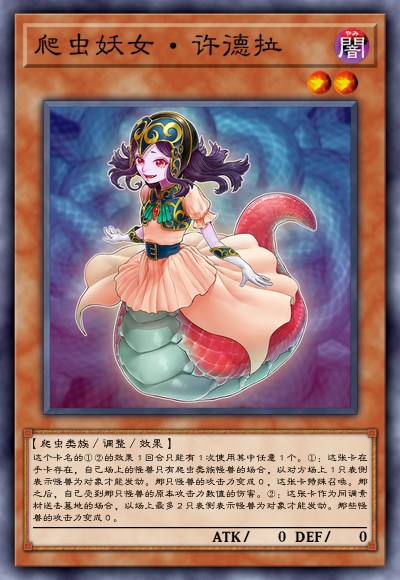 爬虫妖女·许德拉
やみ
闇
【爬虫类族/调整/效果】
这个卡名的①②的效果1回合只能有1次使用其中任意1个。①：这张卡在
手卡存在，自己场上的怪兽只有爬虫类族怪兽的场合，以对方场上1只表侧
表示怪兽为对象才能发动。那只怪兽的攻击力变成0，这张卡特殊召唤。那
之后，自己受到那只怪兽的原本攻击力数值的伤害。②：这张卡作为同调素
材送去墓地的场合，以场上最多2只表侧表示怪兽为对象才能发动。那些怪
兽的攻击力变成0。
ATK/ 0 DEF/ 0